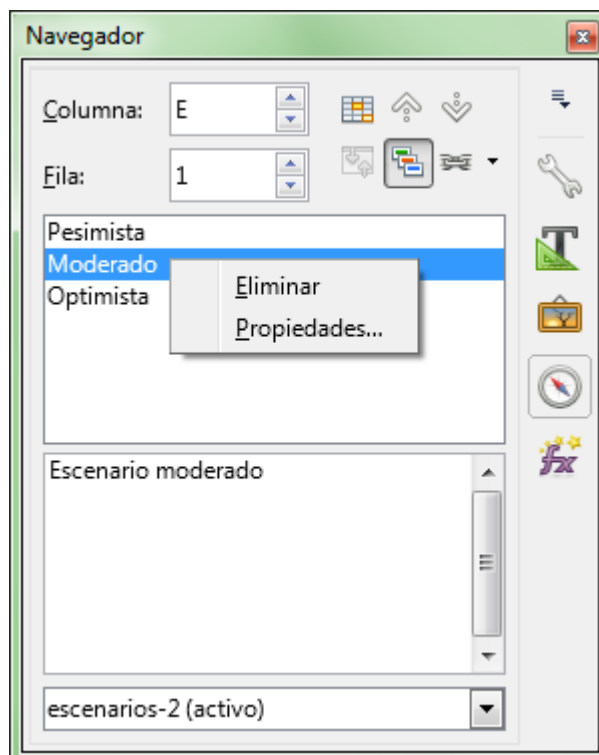 Navegador
Columna: E
Fila: 1
Pesimista
Moderado
Optimista
Eliminar
Propiedades...
Escenario moderado
escenarios-2 (activo)